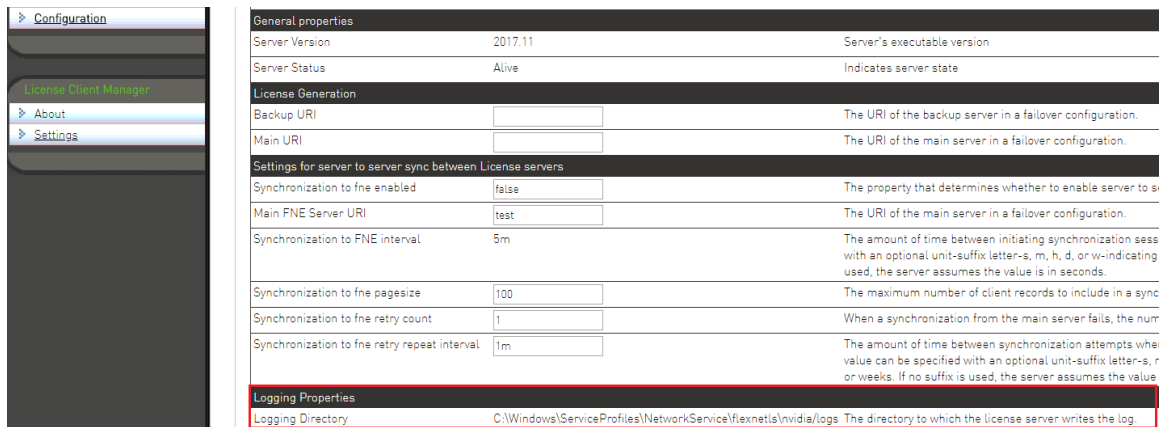 Configuration
License Client Manager
About
Settings
General properties
Server Version 2017.11 Server's executable version
Server Status Alive Indicates server state
License Generation
Backup URI The URI of the backup server in a failover configuration.
Main URI The URI of the main server in a failover configuration.
Settings for server to server sync between License servers
Synchronization to fne enabled false The property that determines whether to enable server to
Main FNE Server URI test The URI of the main server in a failover configuration.
Synchronization to FNE interval 5m The amount of time between initiating synchronization sess
with an optional unit-suffix letter-s, m, h, d, or w-indicating
used, the server assumes the value is in seconds.
Synchronization to fne pagesize 100 The maximum number of client records to include in a sync
Synchronization to fne retry count 1 When a synchronization from the main server fails, the num
Synchronization to fne retry repeat interval 1m The amount of time between synchronization attempts whe
value can be specified with an optional unit-suffix letter-s,
or weeks. If no suffix is used, the server assumes the value
Logging Properties
Logging Directory C:\Windows\ServiceProfiles\NetworkService\flexnetls\nvidia/logs The directory to which the license server writes the log.